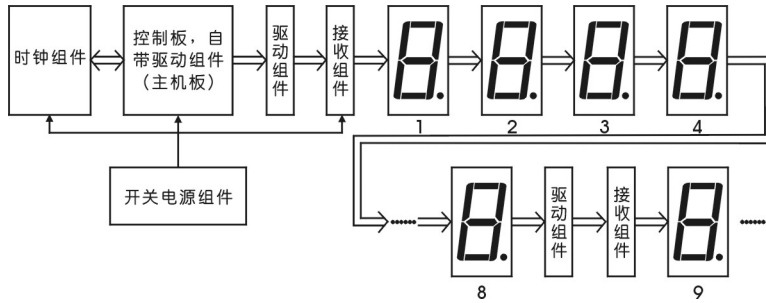 时钟组件
控制板，自
带驱动组件
（主机板）
驱动组件
接收组件
1
2
3
4
开关电源组件
······
8
驱动组件
接收组件
9
······